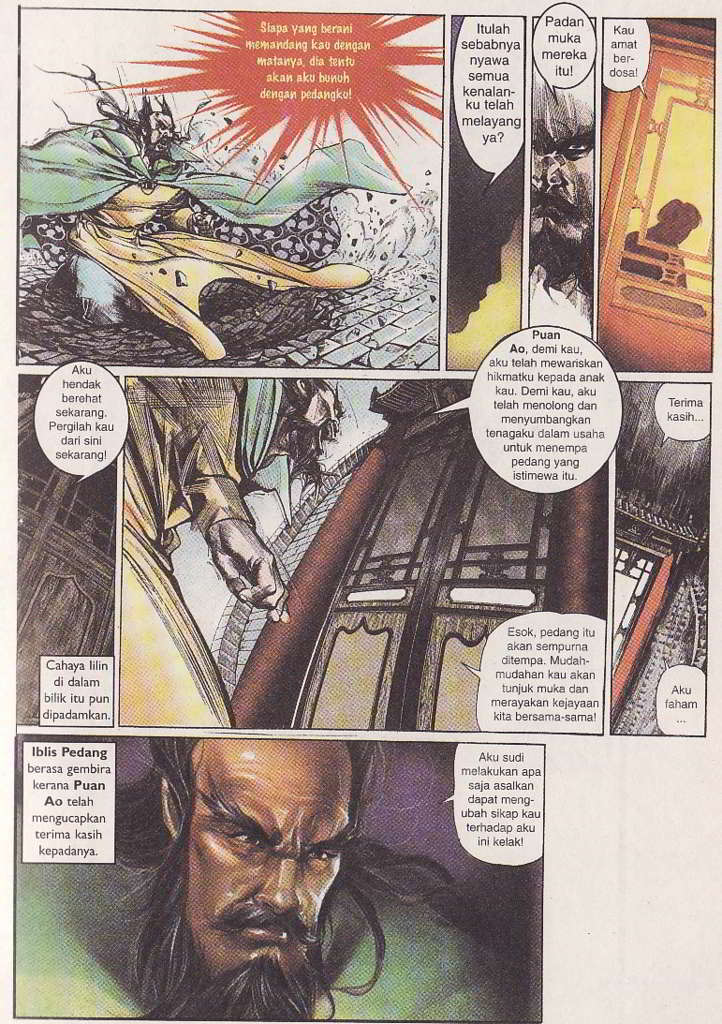 Siapa yang berani
memandang kau dengan
matanya, dia tentu
akan aku bunuh
dengan pedangku!
Itulah
sebabnya
nyawa
semua
kenalan-
ku telah
melayang
ya?
Padan
muka
mereka
itu!
Kau
amat
ber-
dosa!
Aku
hendak
berehat
sekarang.
Pergilah kau
dari sini
sekarang!
Cahaya lilin
di dalam
bilik itu pun
dipadamkan.
Puan
Ao, demi kau,
aku telah mewariskan
hikmatku kepada anak
kau. Demi kau, aku
telah menolong dan
menyumbangkan
tenagaku dalam usaha
untuk menempa
pedang yang
istimewa itu.
Esok, pedang itu
akan sempurna
ditempa. Mudah-
mudahan kau akan
tunjuk muka dan
merayakan kejayaan
kita bersama-sama!
Terima
kasih...
Aku
faham
...
Iblis Pedang
berasa gembira
kerana Puan
Ao telah
mengucapkan
terima kasih
kepadanya.
Aku sudi
melakukan apa
saja asalkan
dapat meng-
ubah sikap kau
terhadap aku
ini kelak!